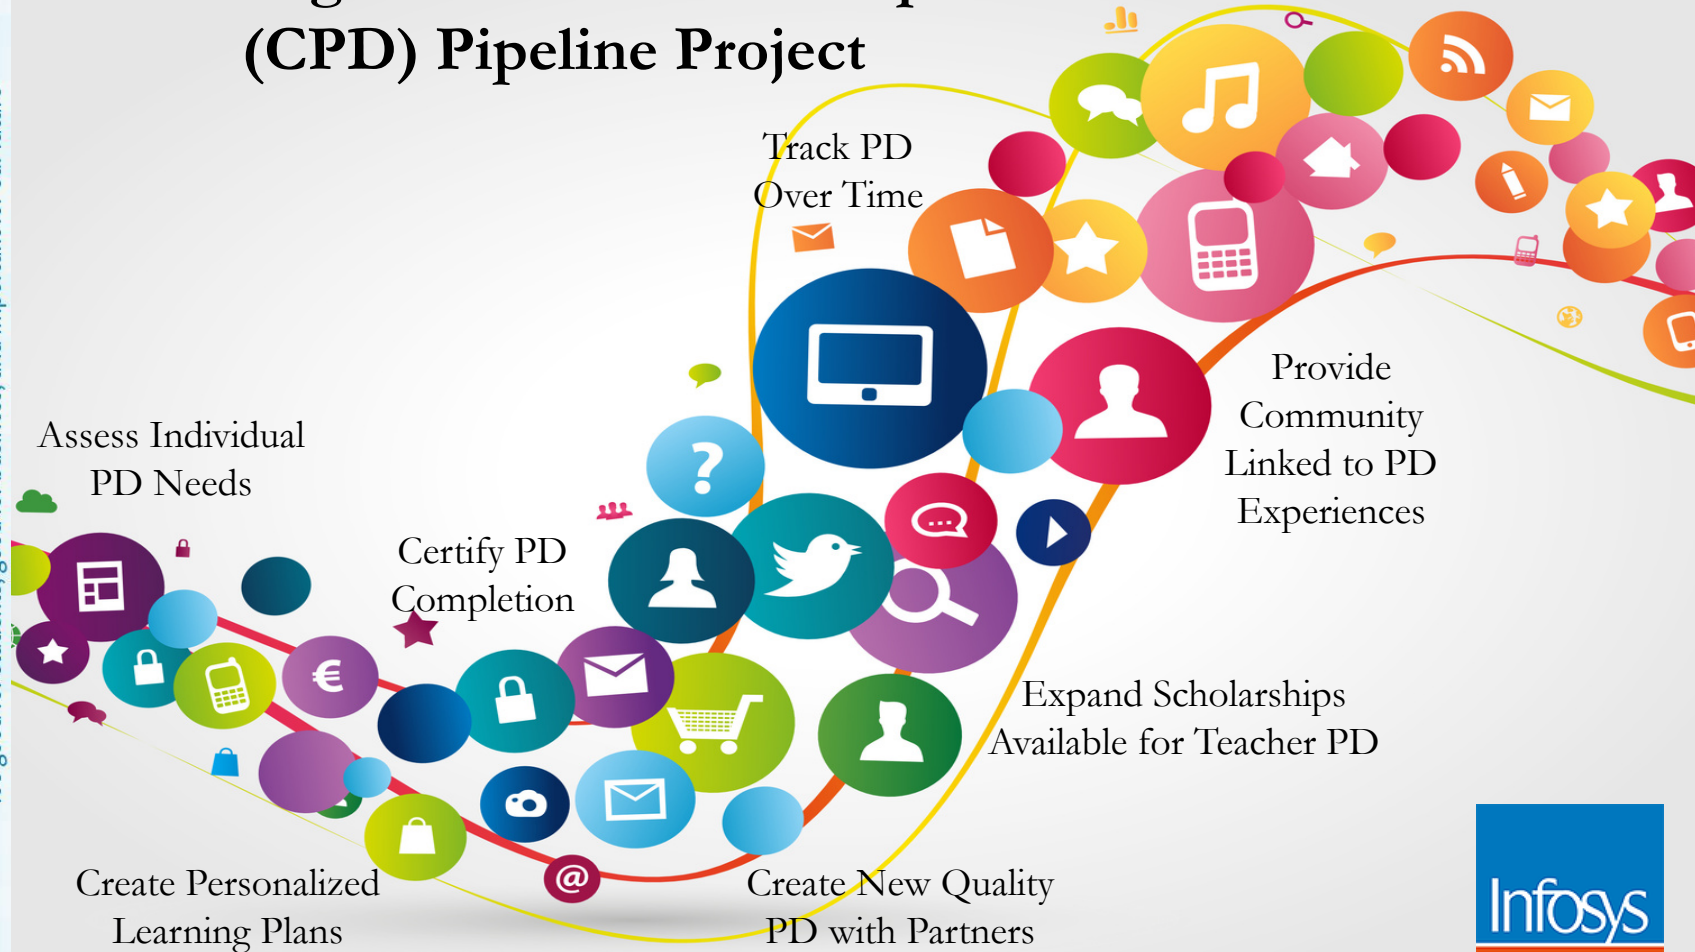 (CPD) Pipeline Project
Track PD
Over Time
Provide
Community
Linked to PD
Experiences
Assess Individual
PD Needs
Certify PD
Completion
Expand Scholarships
Available for Teacher PD
Create Personalized
Learning Plans
Create New Quality
PD with Partners
Infosys